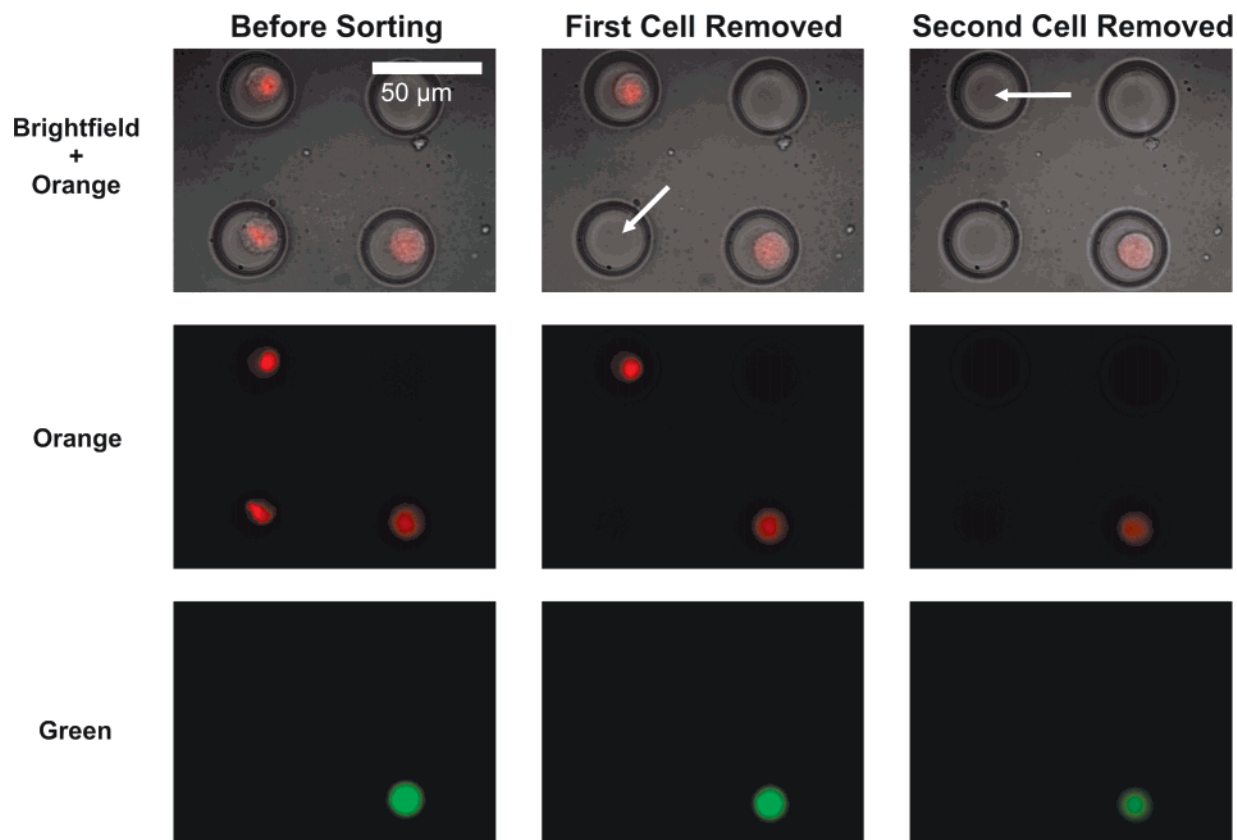 Before Sorting
First Cell Removed
Second Cell Removed
Brightfield
+
Orange
50 µm
Orange
Green